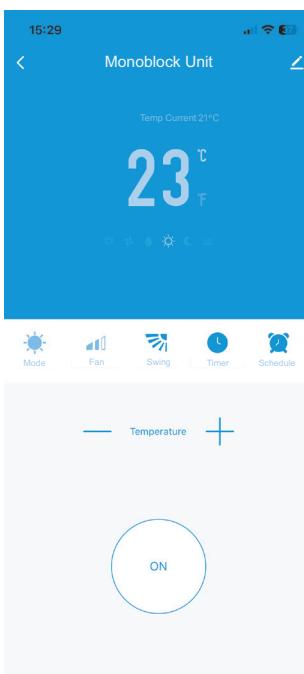 15:29
Monoblock Unit
Temp Current 21°C
23 °C
°F
Mode Fan Swing Timer Schedule
— Temperature +
ON